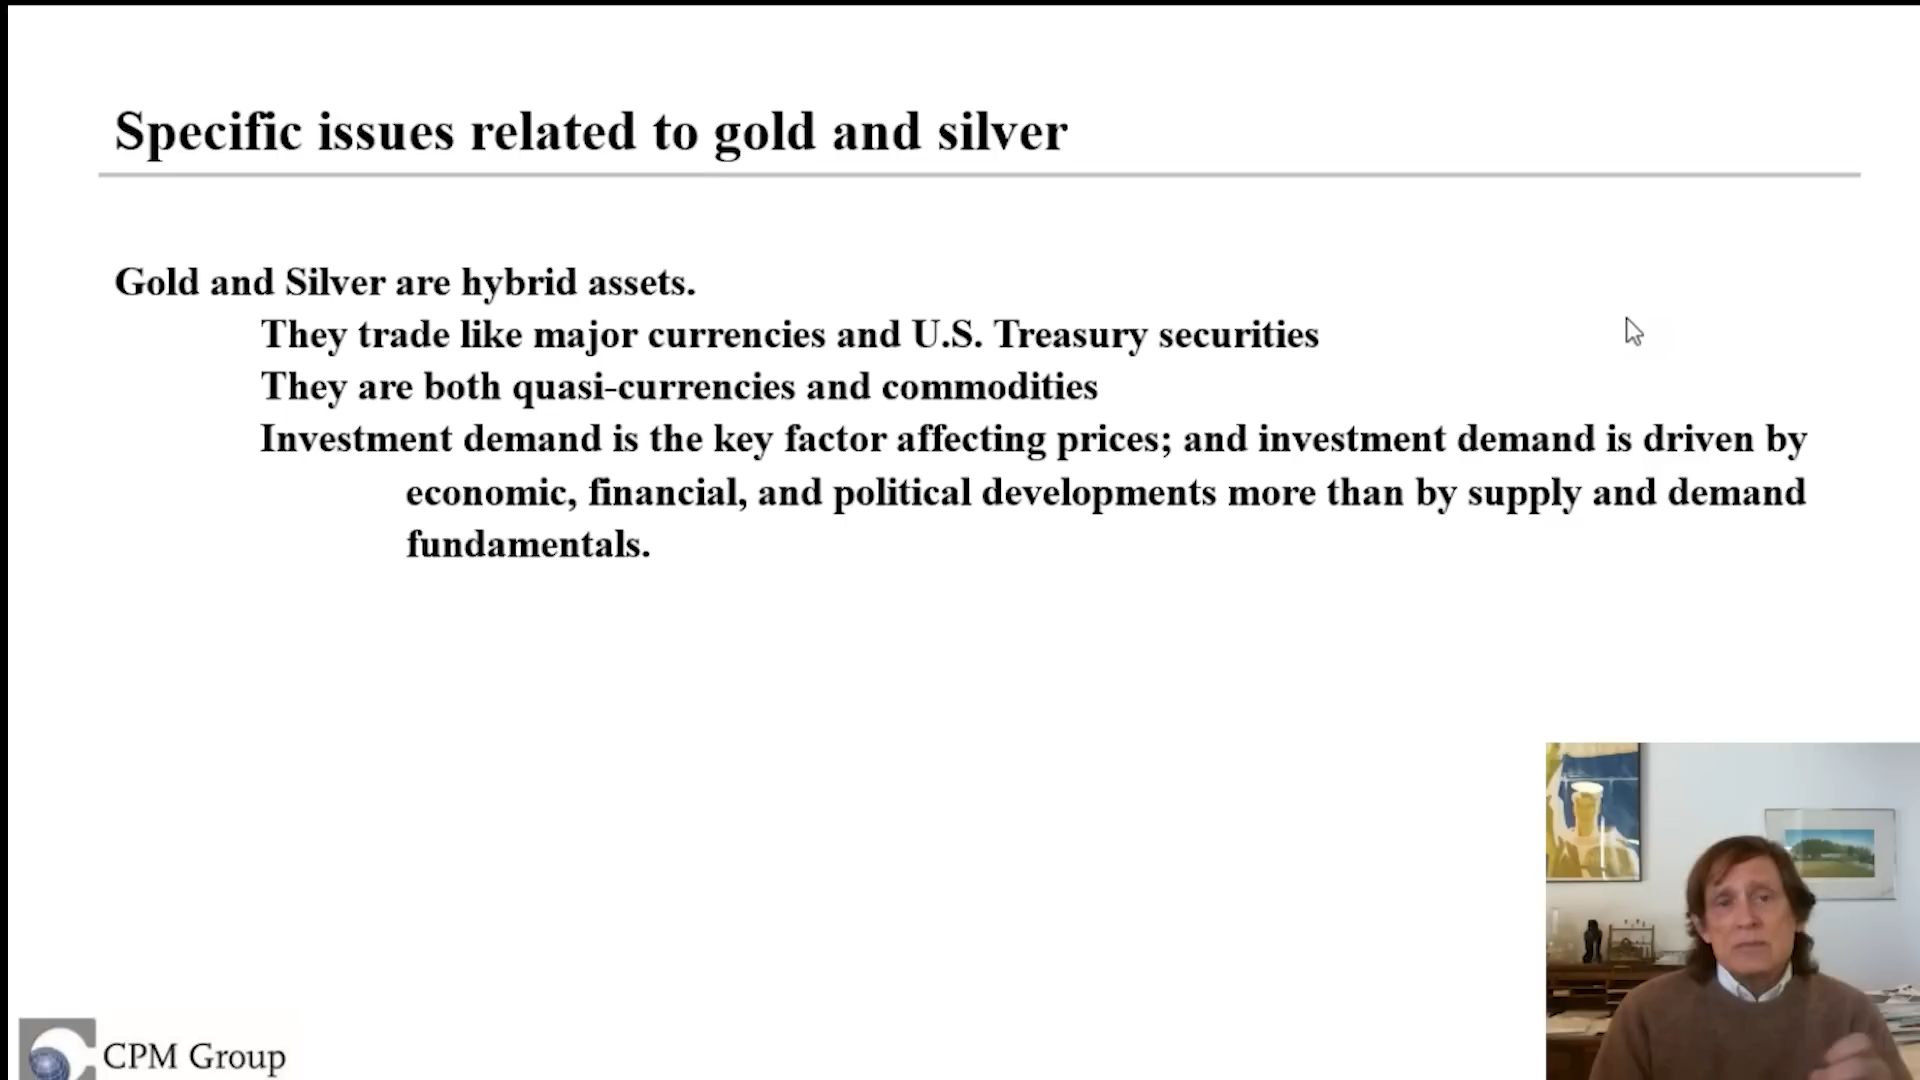 Specific issues related to gold and silver
Gold and Silver are hybrid assets.
They trade like major currencies and U.S. Treasury securities
They are both quasi-currencies and commodities
Investment demand is the key factor affecting prices; and investment demand is driven by
economic, financial, and political developments more than by supply and demand
fundamentals.
CPM Group